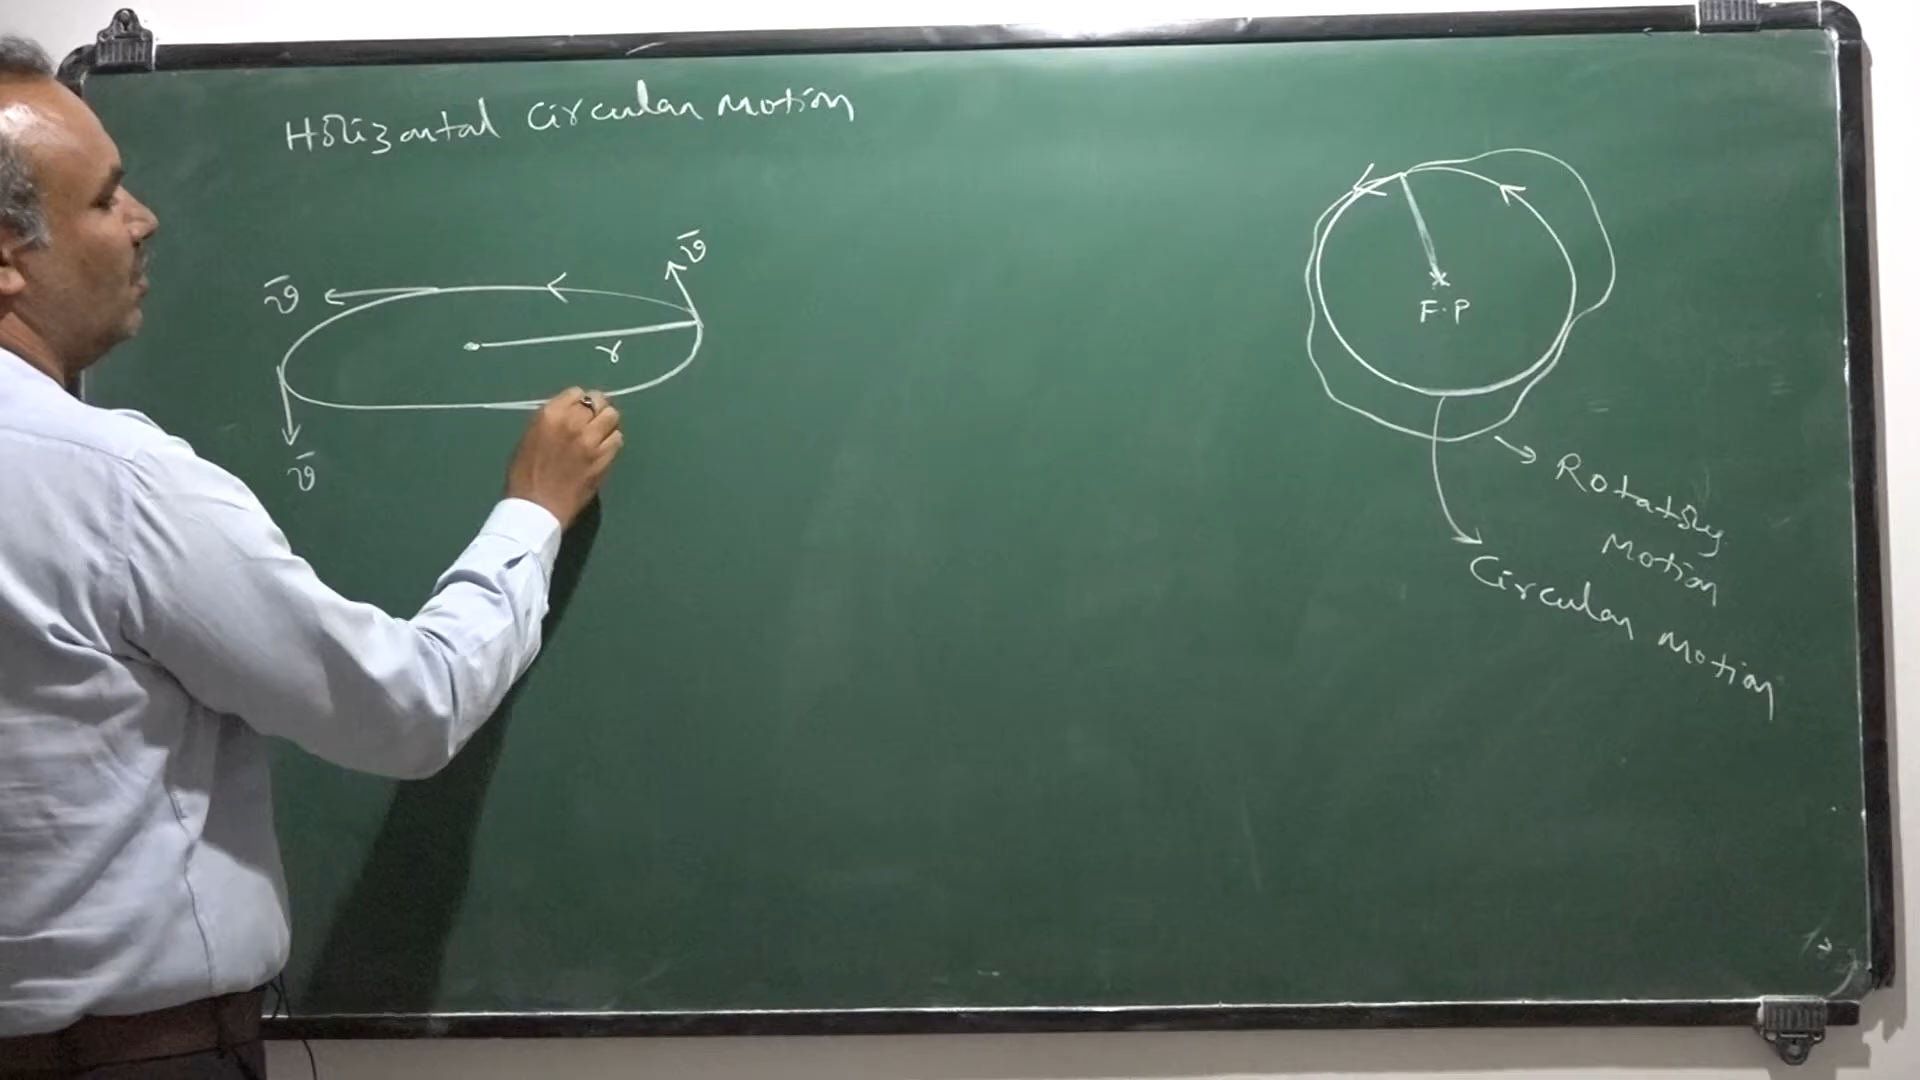 Horizontal Circular Motion
v̄
v̄
r
v̄
F.P
Rotatory
Motion
Circular Motion